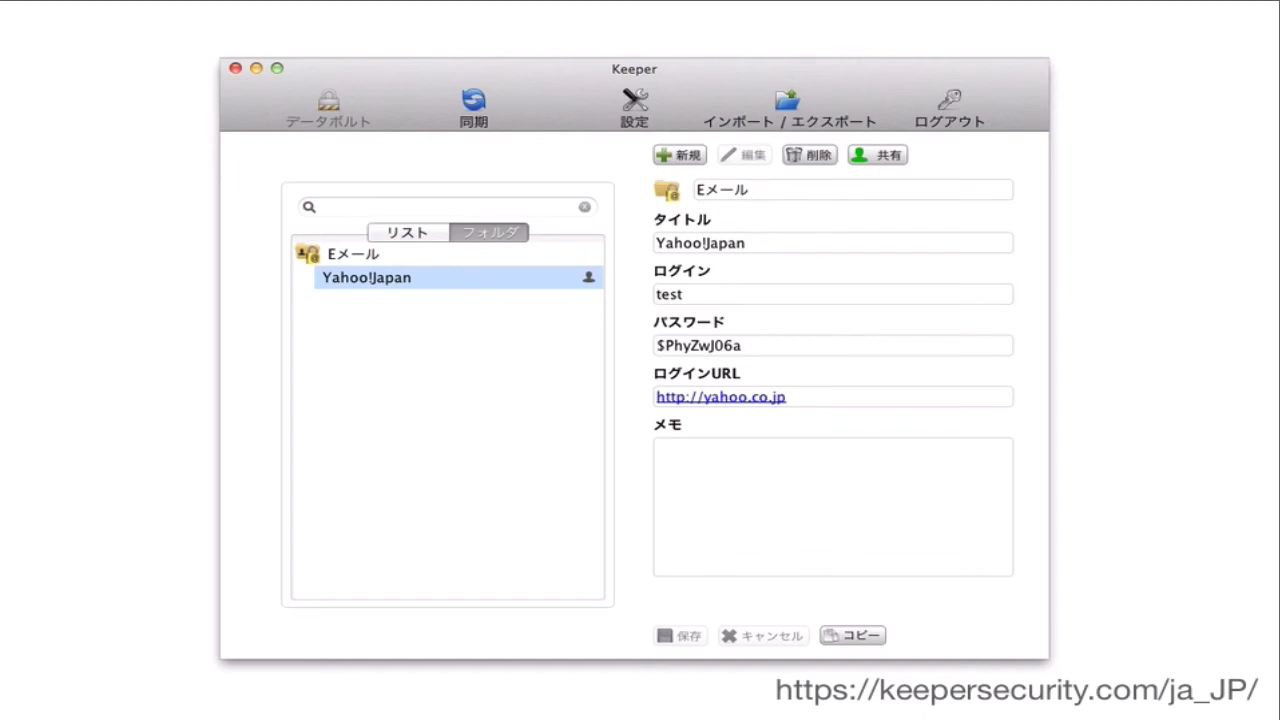 Keeper
データボルト
同期
設定
インポート / エクスポート
ログアウト
新規
編集
削除
共有
Eメール
タイトル
Yahoo!Japan
ログイン
test
パスワード
$PhyZwJ06a
ログインURL
http://yahoo.co.jp
メモ
リスト
フォルダ
Eメール
Yahoo!Japan
保存
キャンセル
コピー
https://keepersecurity.com/ja_JP/